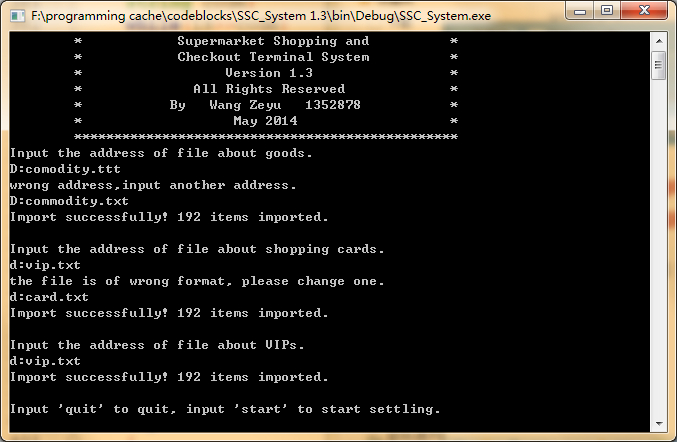 F:\programming cache\codeblocks\SSC_System 1.3\bin\Debug\SSC_System.exe
* Supermarket Shopping and *
* Checkout Terminal System *
* Version 1.3 *
* All Rights Reserved *
* By Wang Zeyu 1352878 *
* May 2014 *
************************************************
Input the address of file about goods.
D:comodity.ttt
wrong address,input another address.
D:commodity.txt
Import successfully! 192 items imported.
Input the address of file about shopping cards.
d:vip.txt
the file is of wrong format, please change one.
d:card.txt
Import successfully! 192 items imported.
Input the address of file about VIPs.
d:vip.txt
Import successfully! 192 items imported.
Input 'quit' to quit, input 'start' to start settling.